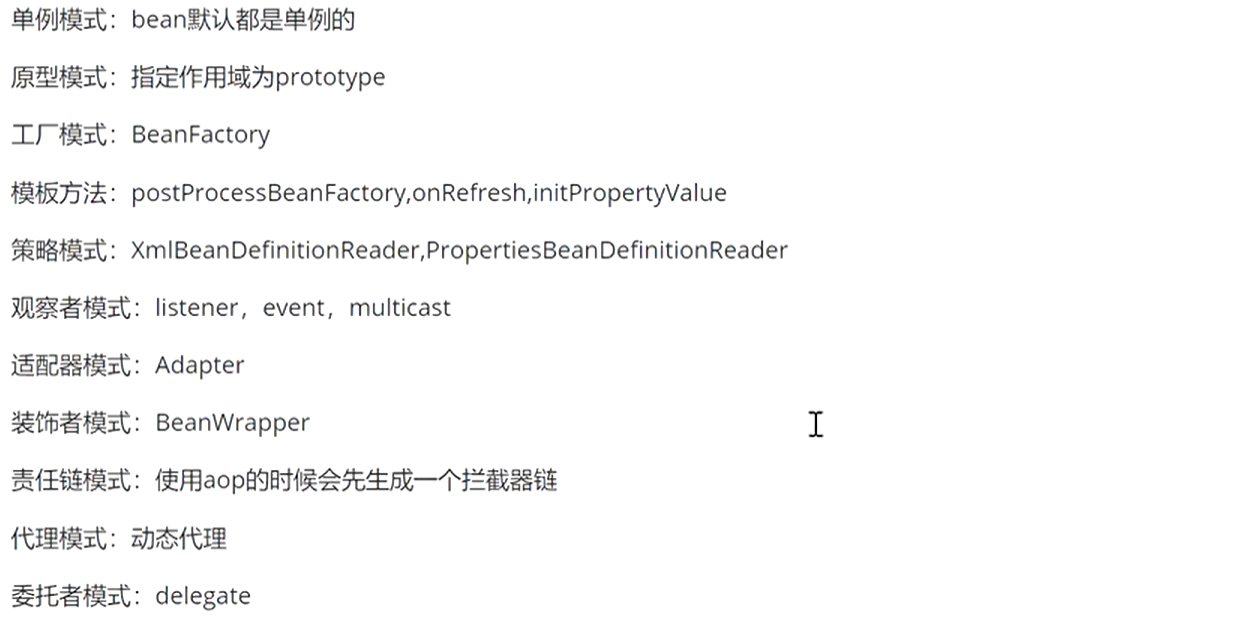 单例模式：bean默认都是单例的
原型模式：指定作用域为prototype
工厂模式：BeanFactory
模板方法：postProcessBeanFactory,onRefresh,initPropertyValue
策略模式：XmlBeanDefinitionReader,PropertiesBeanDefinitionReader
观察者模式：listener，event，multicast
适配器模式：Adapter
装饰者模式：BeanWrapper
责任链模式：使用aop的时候会先生成一个拦截器链
代理模式：动态代理
委托者模式：delegate